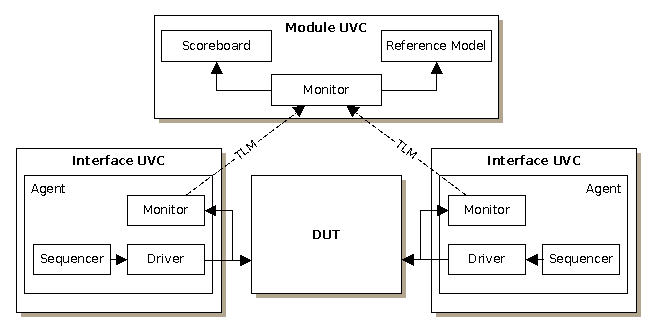 Module UVC
Scoreboard
Reference Model
Monitor
TLM
TLM
Interface UVC
Agent
Monitor
Sequencer
Driver
DUT
Interface UVC
Agent
Monitor
Driver
Sequencer